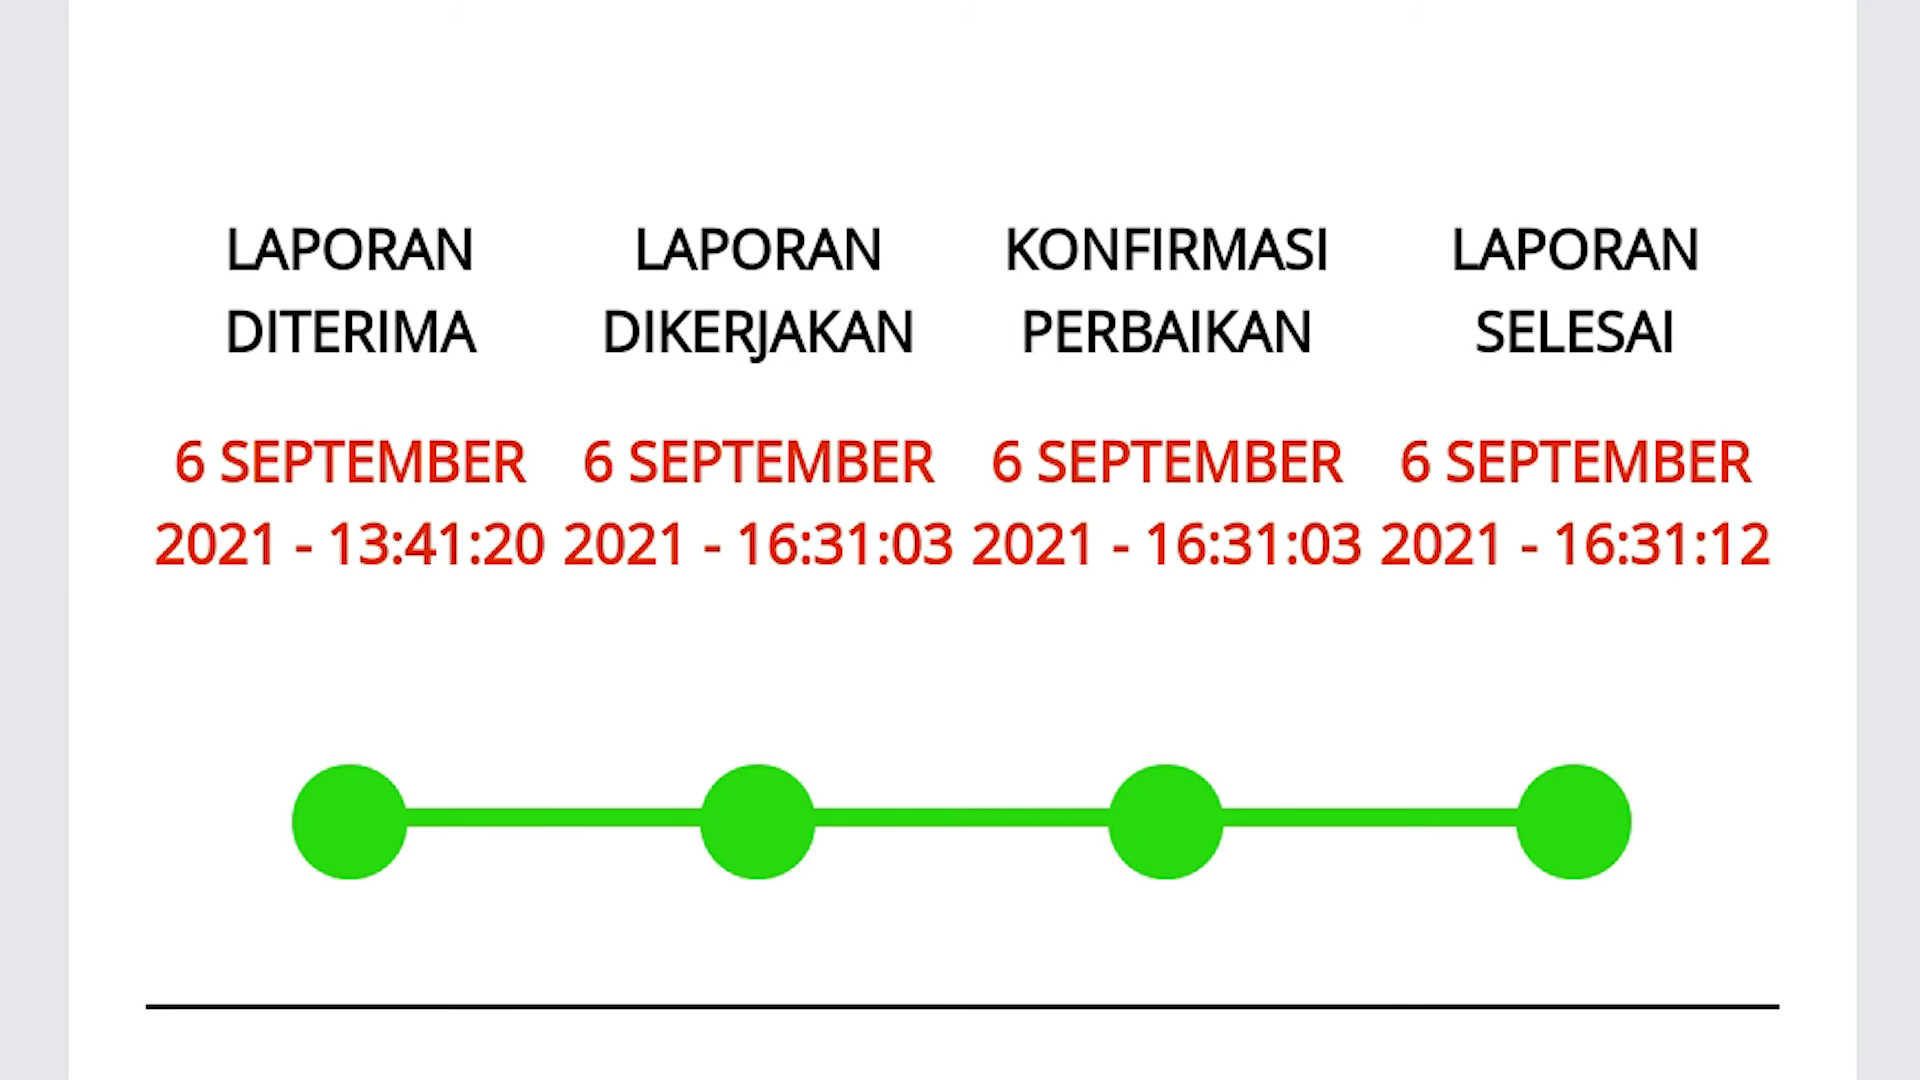 LAPORAN DITERIMA
6 SEPTEMBER
2021 - 13:41:20
LAPORAN DIKERJAKAN
6 SEPTEMBER
2021 - 16:31:03
KONFIRMASI PERBAIKAN
6 SEPTEMBER
2021 - 16:31:03
LAPORAN SELESAI
6 SEPTEMBER
2021 - 16:31:12